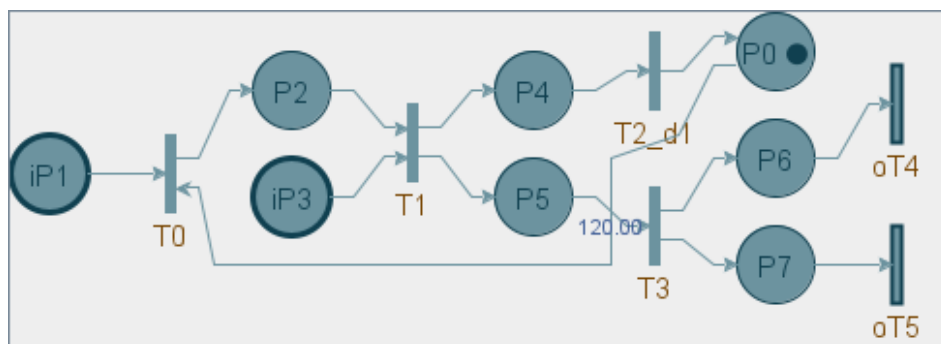 P0
P2
P4
T2_d1
P6
oT4
iP1
iP3
T1
P5
120.00
T0
T3
P7
oT5